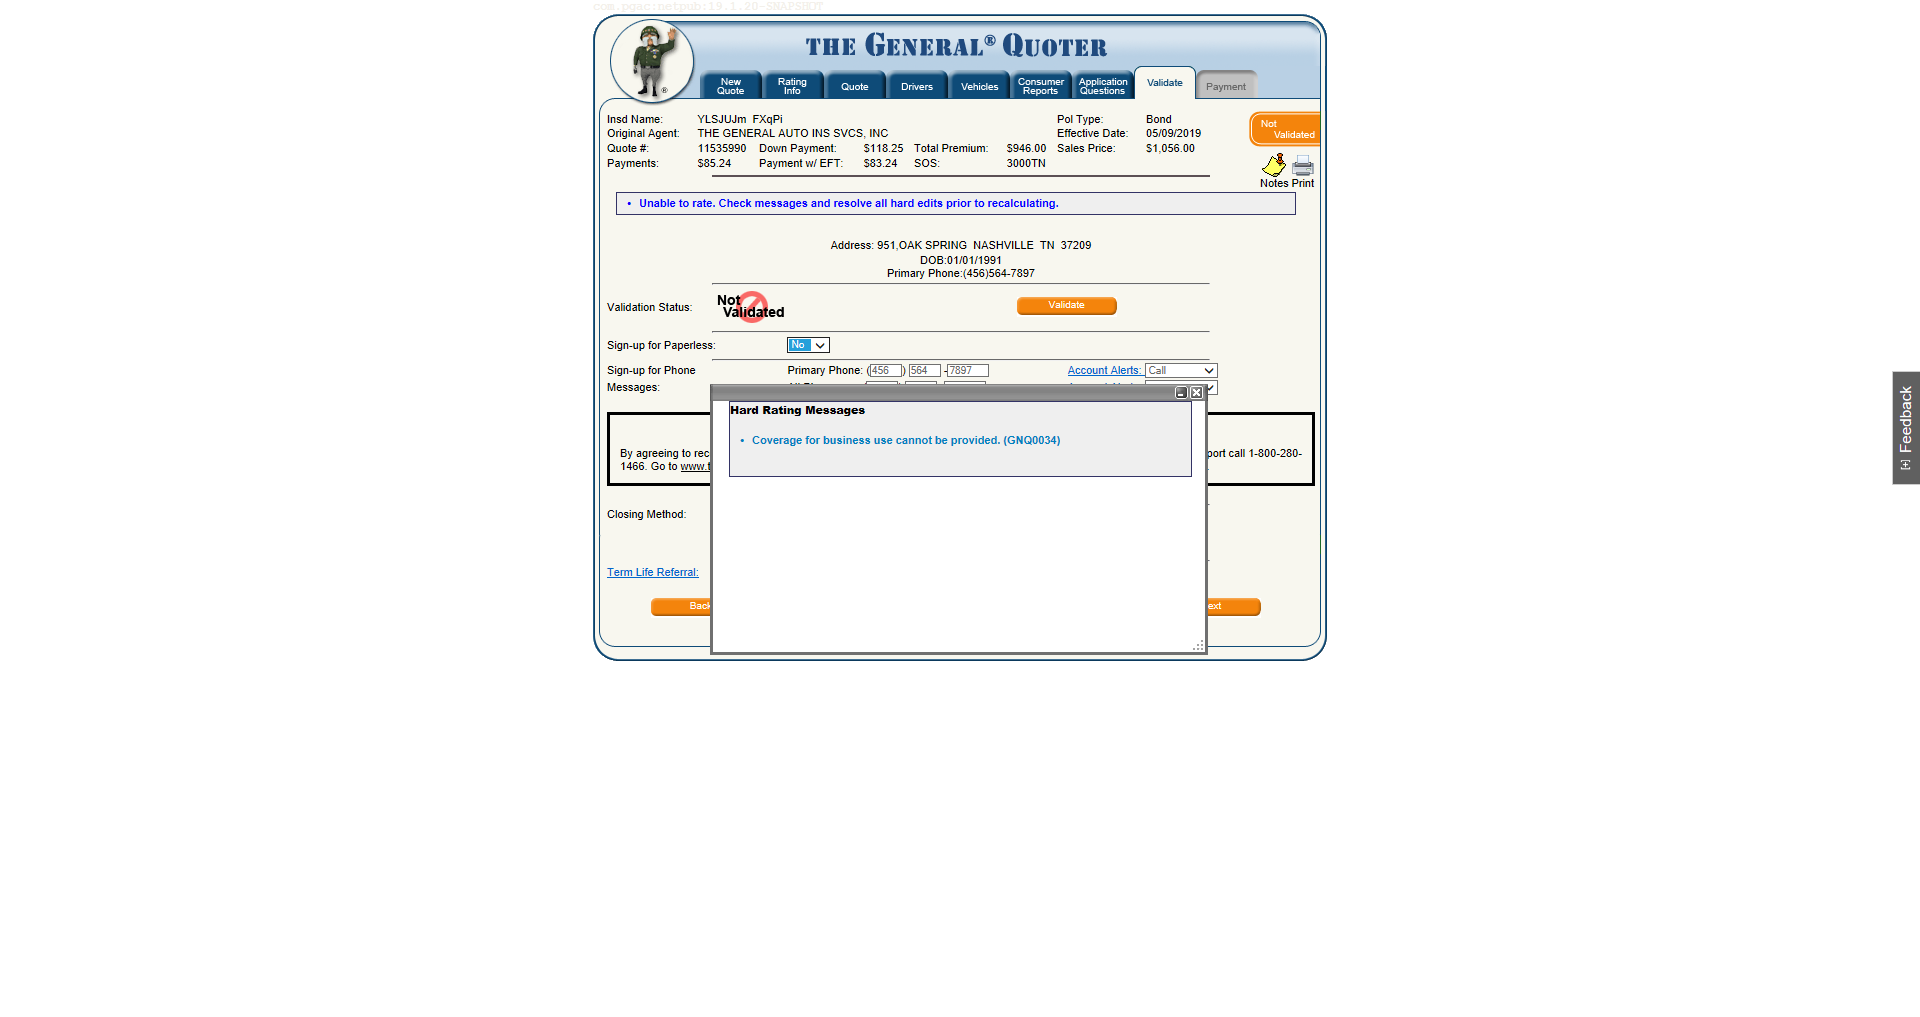 com.pgac:netpub:19.1.20-SNAPSHOT
THE GENERAL® QUOTER
New Quote
Rating Info
Quote
Drivers
Vehicles
Consumer Reports
Application Questions
Validate
Payment
Insd Name: YLSJUJm FXqPi Pol Type: Bond
Original Agent: THE GENERAL AUTO INS SVCS, INC Effective Date: 05/09/2019
Quote #: 11535990 Down Payment: $118.25 Total Premium: $946.00 Sales Price: $1,056.00
Payments: $85.24 Payment w/ EFT: $83.24 SOS: 3000TN
Not
Validated
Notes Print
• Unable to rate. Check messages and resolve all hard edits prior to recalculating.
Address: 951,OAK SPRING NASHVILLE TN 37209
DOB:01/01/1991
Primary Phone:(456)564-7897
Validation Status: Not Validated Validate
Sign-up for Paperless: No
Sign-up for Phone Primary Phone: (456) 564 -7897 Account Alerts: Call
Messages:
Hard Rating Messages
• Coverage for business use cannot be provided. (GNQ0034)
By agreeing to rec port call 1-800-280-
1466. Go to www.t
Closing Method:
Term Life Referral:
Back ext
[+] Feedback